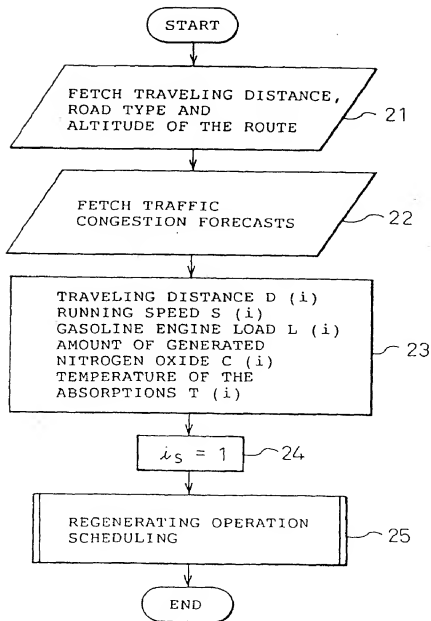 START
FETCH TRAVELING DISTANCE,
ROAD TYPE AND
ALTITUDE OF THE ROUTE
21
FETCH TRAFFIC
CONGESTION FORECASTS
22
TRAVELING DISTANCE D (i)
RUNNING SPEED S (i)
GASOLINE ENGINE LOAD L (i)
AMOUNT OF GENERATED
NITROGEN OXIDE C (i)
TEMPERATURE OF THE
ABSORPTIONS T (i)
23
is = 1
24
REGENERATING OPERATION
SCHEDULING
25
END